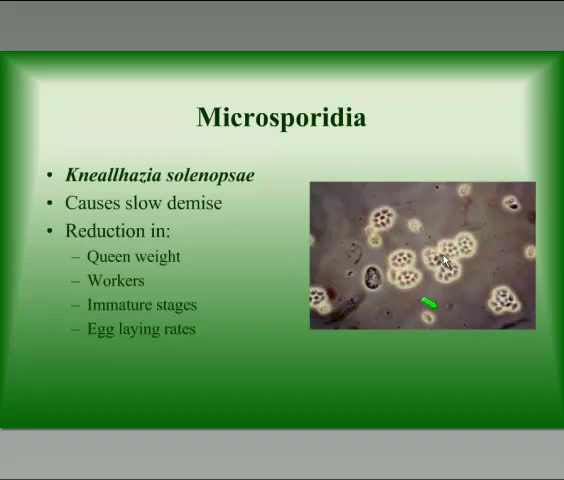 Microsporidia
• Kneallhazia solenopsae
• Causes slow demise
• Reduction in:
– Queen weight
– Workers
– Immature stages
– Egg laying rates